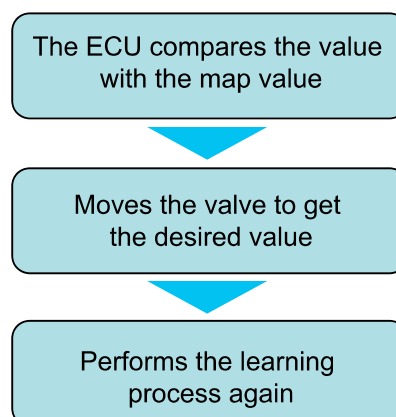 The ECU compares the value
with the map value
Moves the valve to get
the desired value
Performs the learning
process again